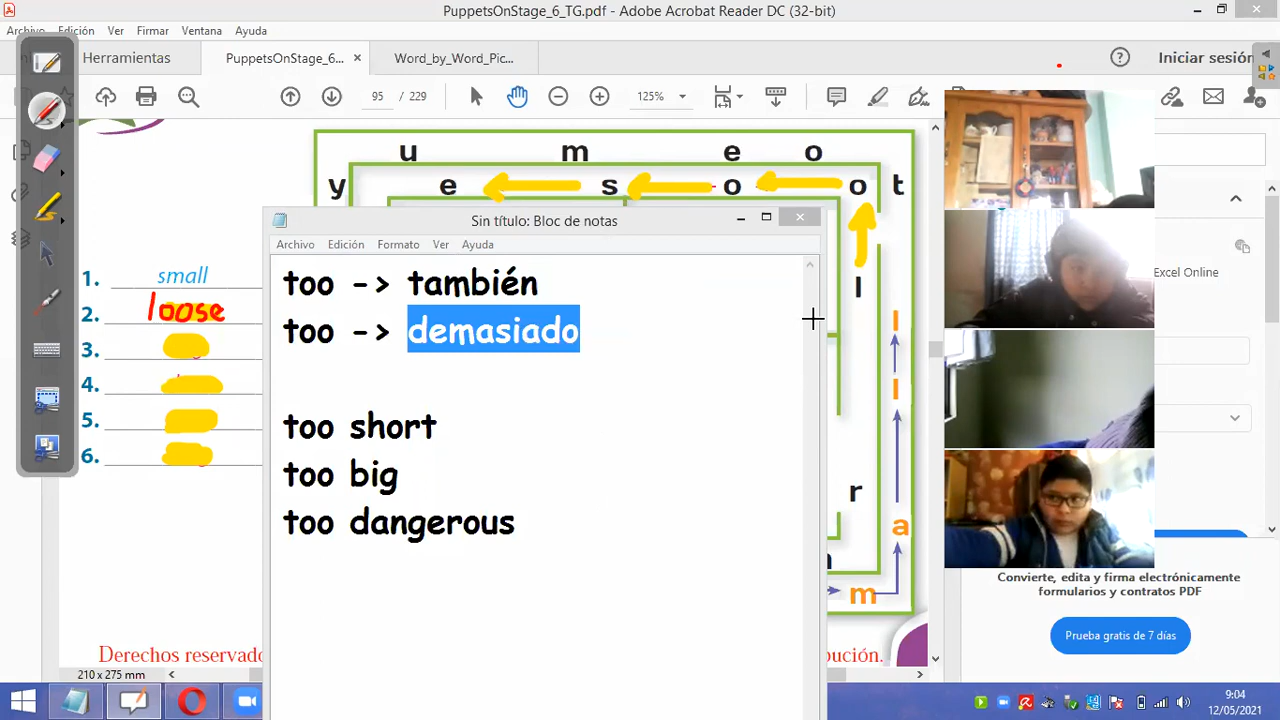 PuppetsOnStage_6_TG.pdf - Adobe Acrobat Reader DC (32-bit)
Archivo Edición Ver Firmar Ventana Ayuda
Herramientas PuppetsOnStage_6... × Word_by_Word_Pic... Iniciar sesión
95 / 229 125%
u m e o
y e s o o t
Sin título: Bloc de notas
Archivo Edición Formato Ver Ayuda
too -> también
too -> demasiado
too short
too big
too dangerous
1. small
2. loose
3.
4.
5.
6.
l
l
l
r
a
m
Excel Online
Convierte, edita y firma electrónicamente
formularios y contratos PDF
Prueba gratis de 7 días
Derechos reservado
bución.
210 x 275 mm
9:04
12/05/2021